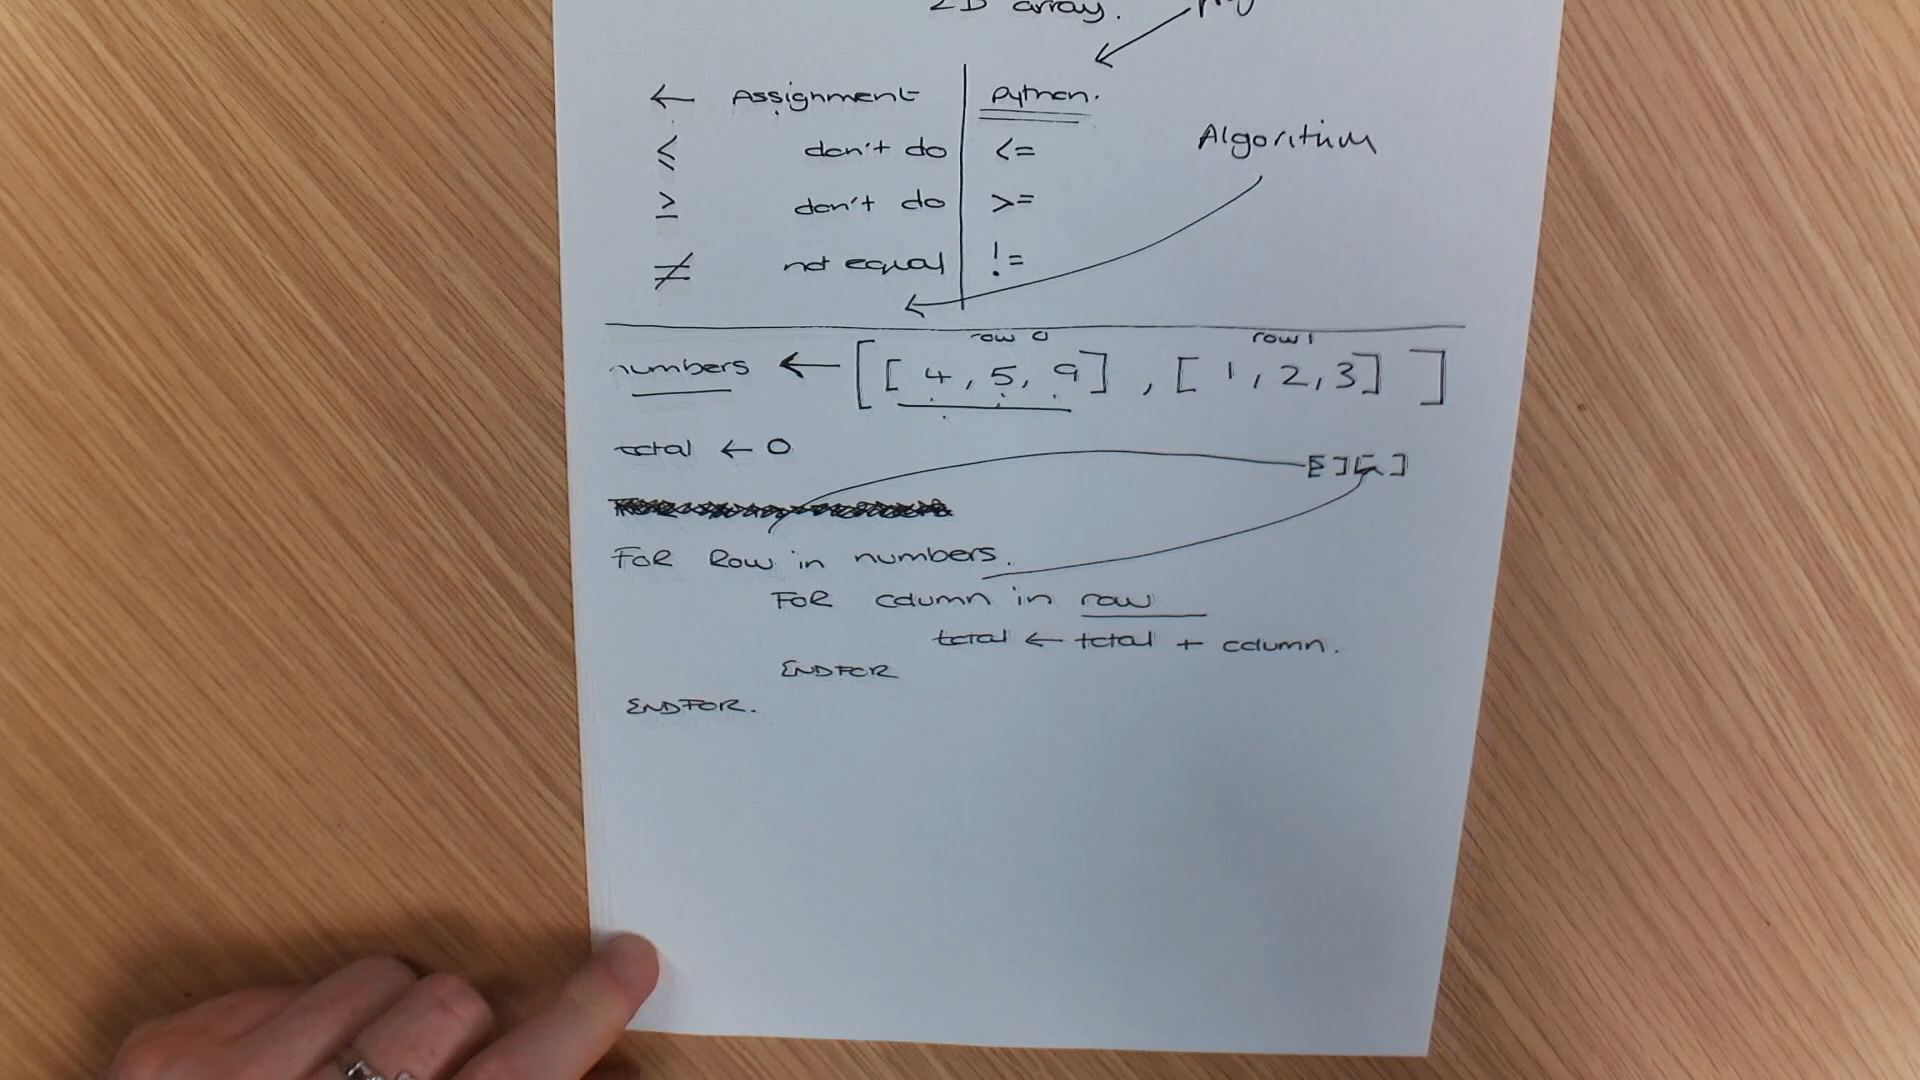 2D array.
← Assignment Python.
≤ don't do <=
≥ don't do >=
Algorithim
≠ not equal !=
row 0 row 1
numbers ← [[4, 5, 9], [1, 2, 3] ]
total ← 0
[ ][ ]
FOR Row in numbers.
FOR column in row
total ← total + column.
ENDFOR
ENDFOR.